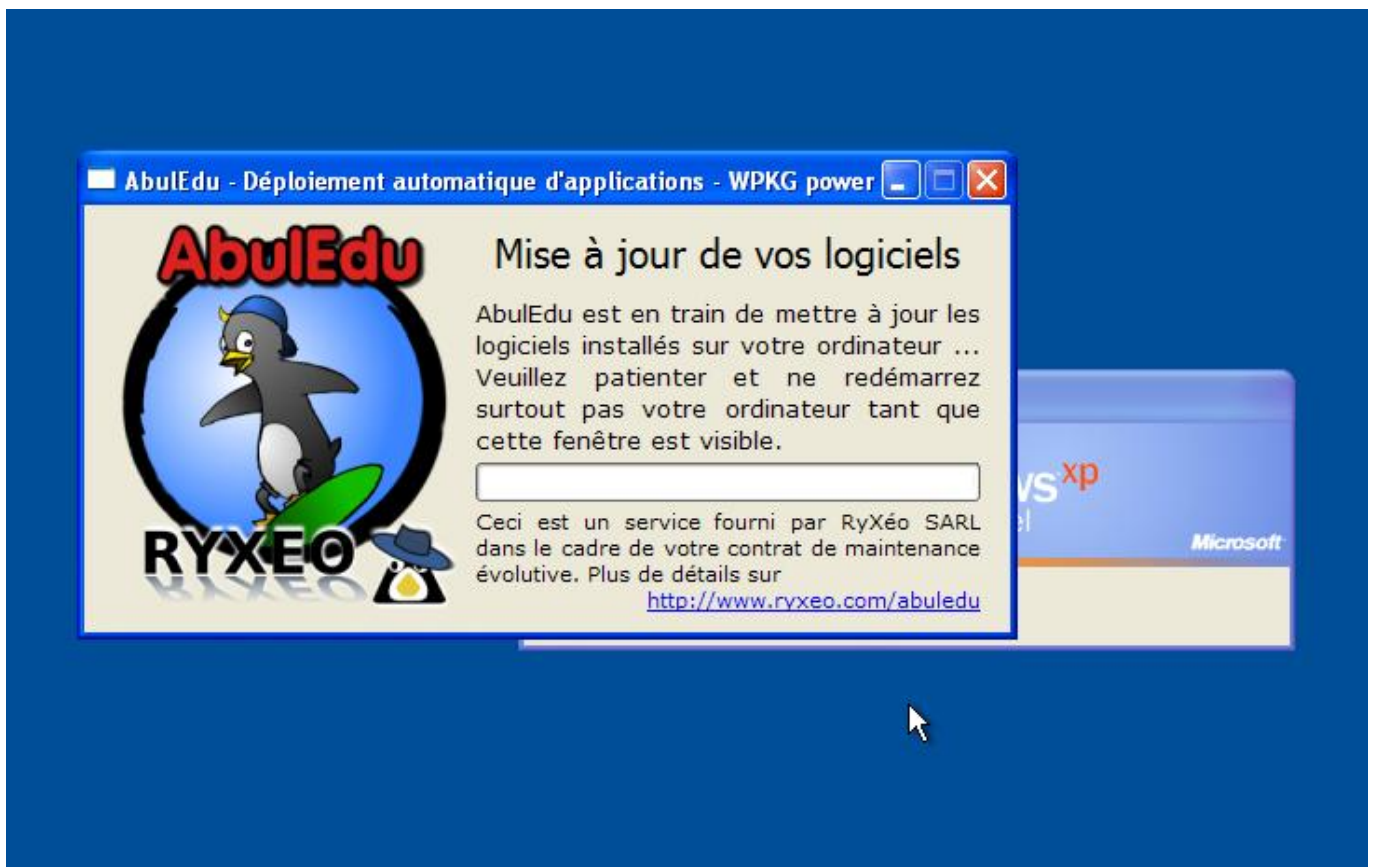 AbulEdu - Déploiement automatique d'applications - WPKG power
AbulEdu
Mise à jour de vos logiciels
AbulEdu est en train de mettre à jour les
logiciels installés sur votre ordinateur ...
Veuillez patienter et ne redémarrez
surtout pas votre ordinateur tant que
cette fenêtre est visible.
RYXEO
Ceci est un service fourni par RyXéo SARL
dans le cadre de votre contrat de maintenance
évolutive. Plus de détails sur
http://www.ryxeo.com/abuledu
xp
Microsoft